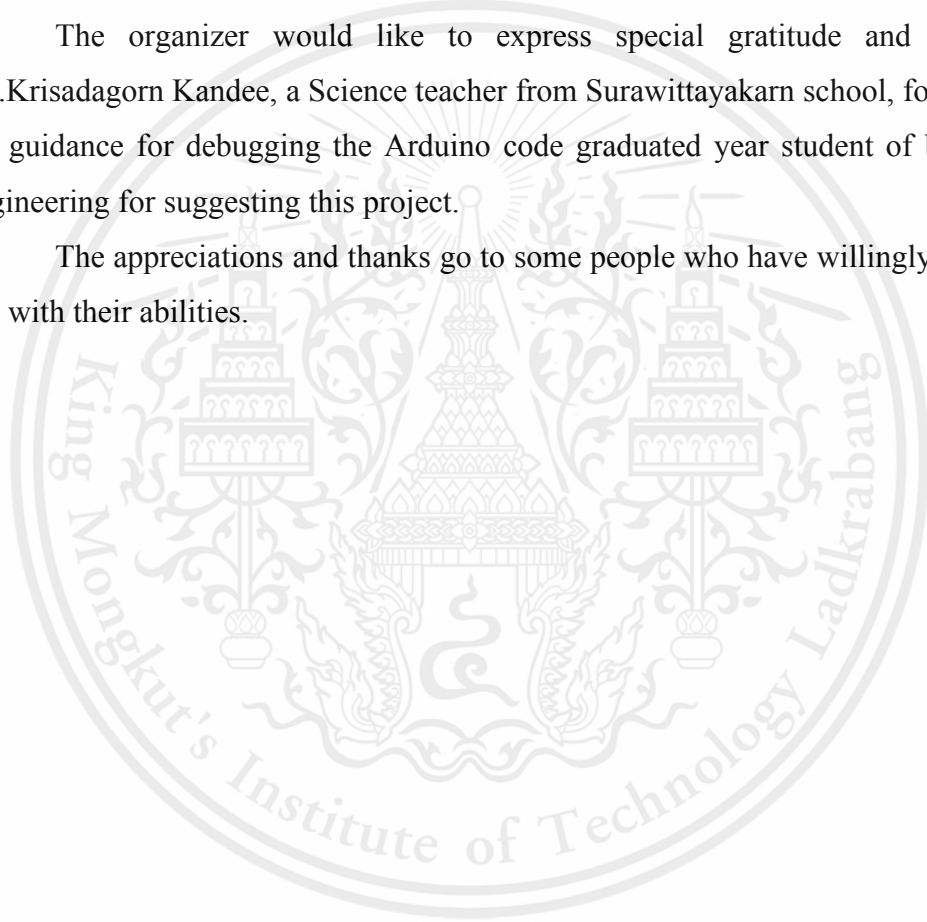 The organizer would like to express special gratitude and
.Krisadagorn Kandee, a Science teacher from Surawittayakarn school, fo
guidance for debugging the Arduino code graduated year student of
gineering for suggesting this project.
The appreciations and thanks go to some people who have willingly
with their abilities.
King Mongkut's Institute of Technology Ladkrabang